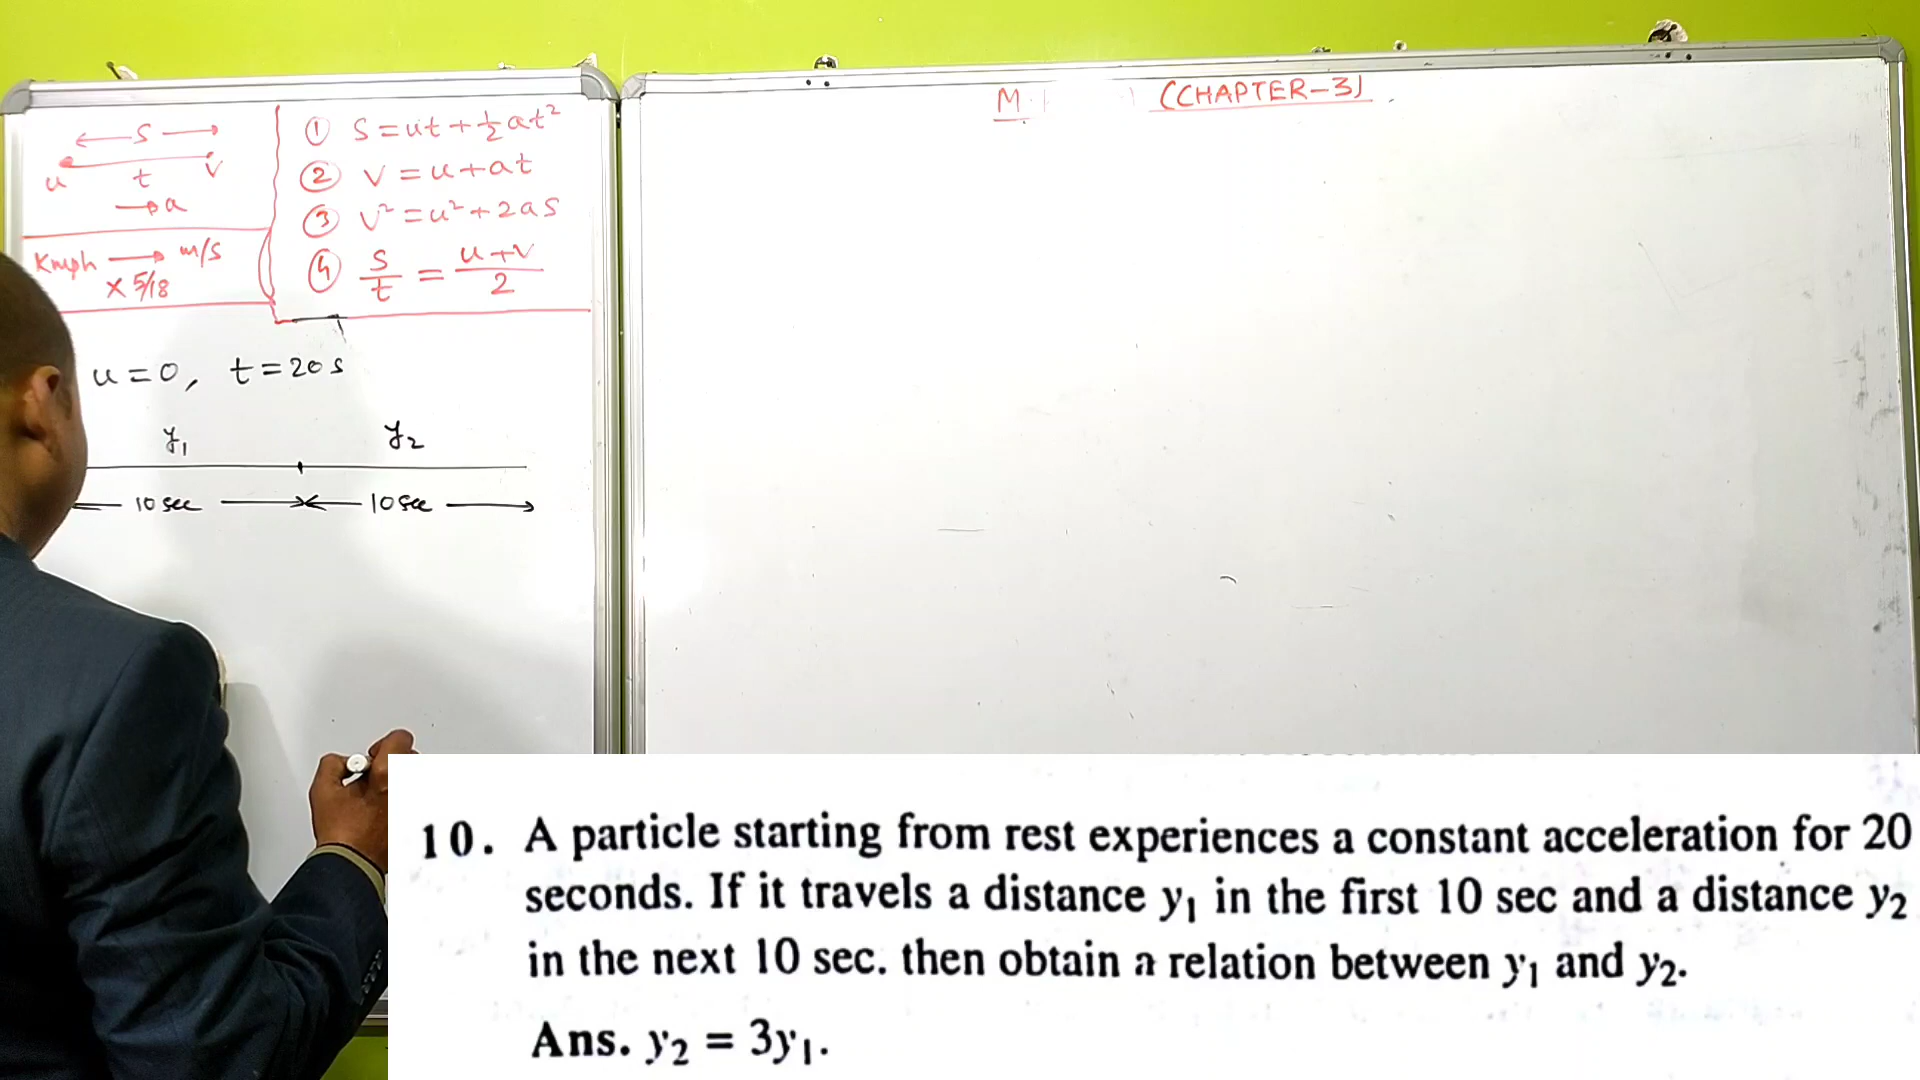 S
u t v
→ a
Kmph → m/s
× 5/18
① S = ut + ½at²
② v = u + at
③ v² = u² + 2as
④ S/t = (u + v)/2
u = 0, t = 20 s
y₁ y₂
10 sec 10 sec
M (CHAPTER-3)
10. A particle starting from rest experiences a constant acceleration for 20
seconds. If it travels a distance y₁ in the first 10 sec and a distance y₂
in the next 10 sec. then obtain a relation between y₁ and y₂.
Ans. y₂ = 3y₁.